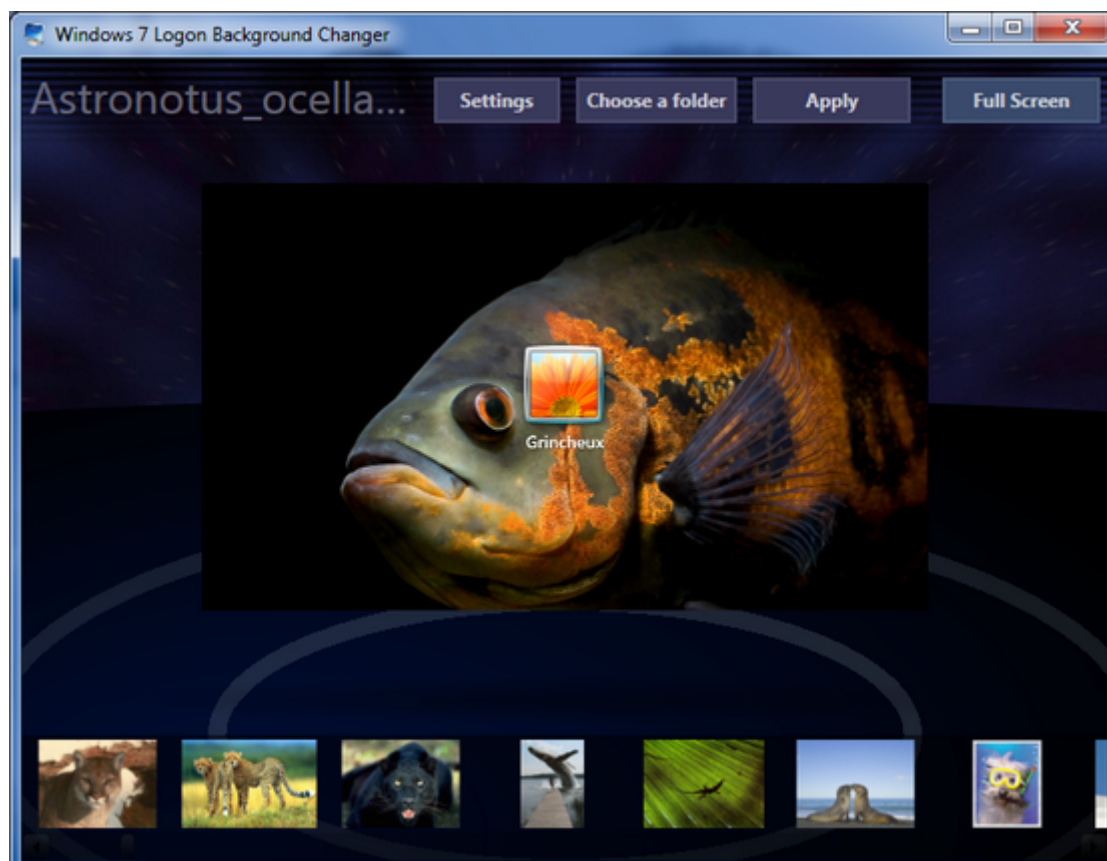 Windows 7 Logon Background Changer
Astronotus_ocella... Settings Choose a folder Apply Full Screen
Grincheux